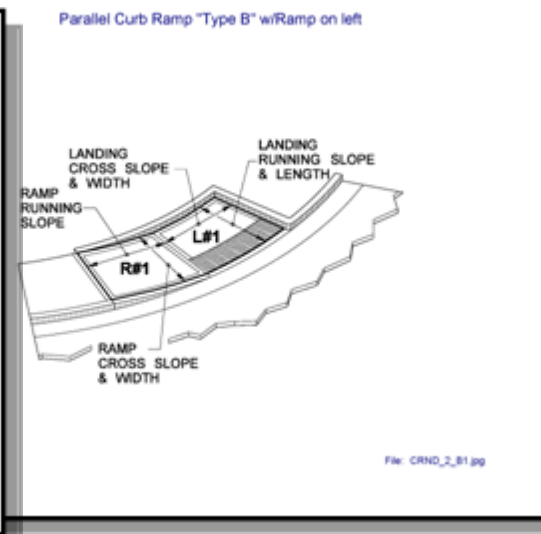 Parallel Curb Ramp "Type B" w/Ramp on left
LANDING
CROSS SLOPE
& WIDTH
LANDING
RUNNING SLOPE
& LENGTH
RAMP
RUNNING
SLOPE
L#1
R#1
RAMP
CROSS SLOPE
& WIDTH
File: CRND_2_B1.jpg